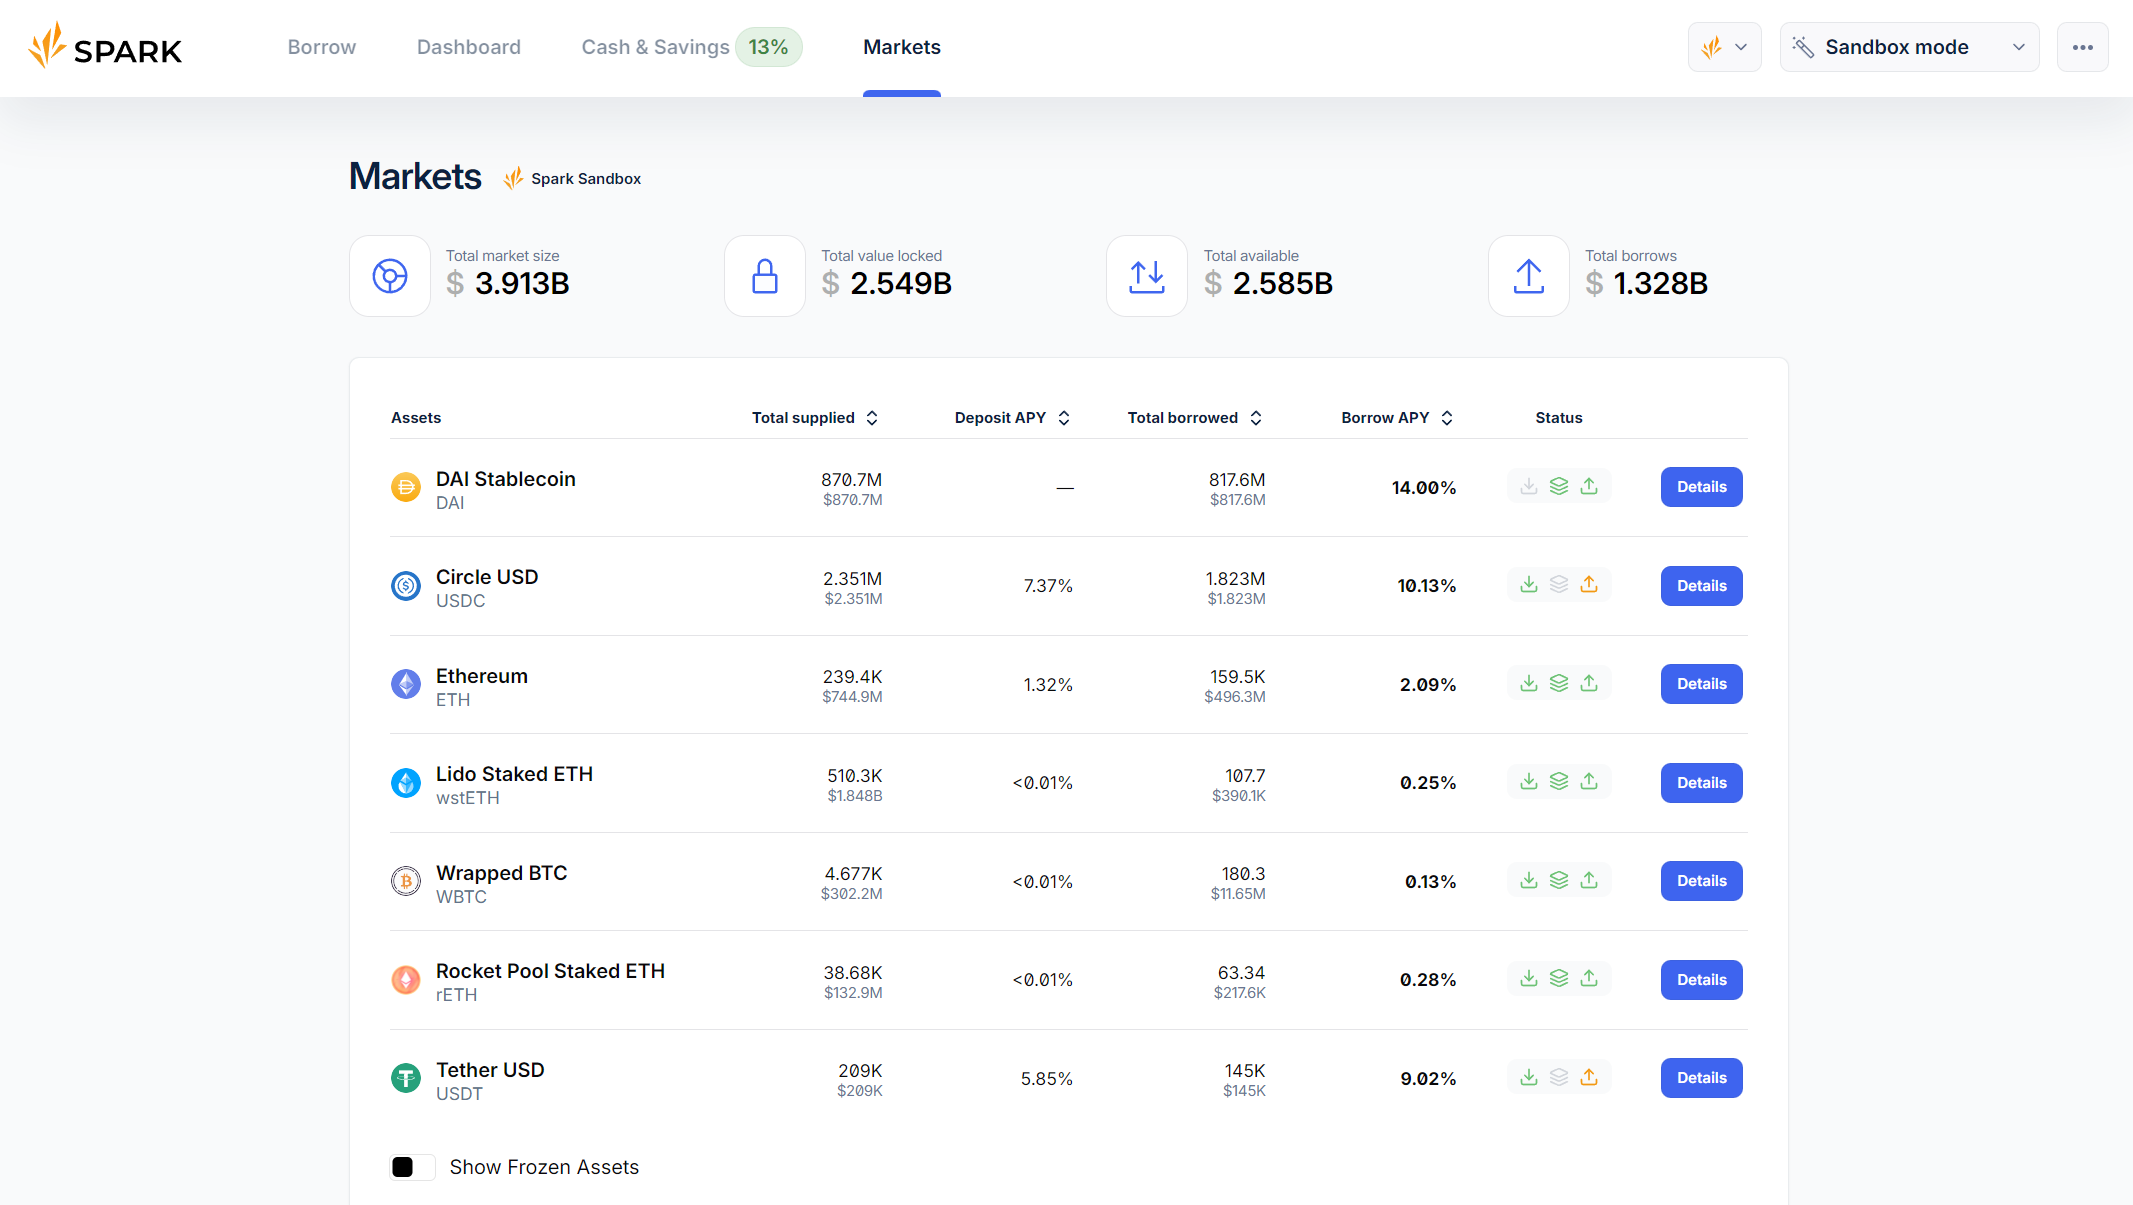 SPARK
Borrow
Dashboard
Cash & Savings 13%
Markets
Sandbox mode
Markets
Spark Sandbox
Total market size
$ 3.913B
Total value locked
$ 2.549B
Total available
$ 2.585B
Total borrows
$ 1.328B
Assets Total supplied Deposit APY Total borrowed Borrow APY Status
DAI Stablecoin
DAI
870.7M
$870.7M
—
817.6M
$817.6M
14.00%
Details
Circle USD
USDC
2.351M
$2.351M
7.37%
1.823M
$1.823M
10.13%
Details
Ethereum
ETH
239.4K
$744.9M
1.32%
159.5K
$496.3M
2.09%
Details
Lido Staked ETH
wstETH
510.3K
$1.848B
<0.01%
107.7
$390.1K
0.25%
Details
Wrapped BTC
WBTC
4.677K
$302.2M
<0.01%
180.3
$11.65M
0.13%
Details
Rocket Pool Staked ETH
rETH
38.68K
$132.9M
<0.01%
63.34
$217.6K
0.28%
Details
Tether USD
USDT
209K
$209K
5.85%
145K
$145K
9.02%
Details
Show Frozen Assets